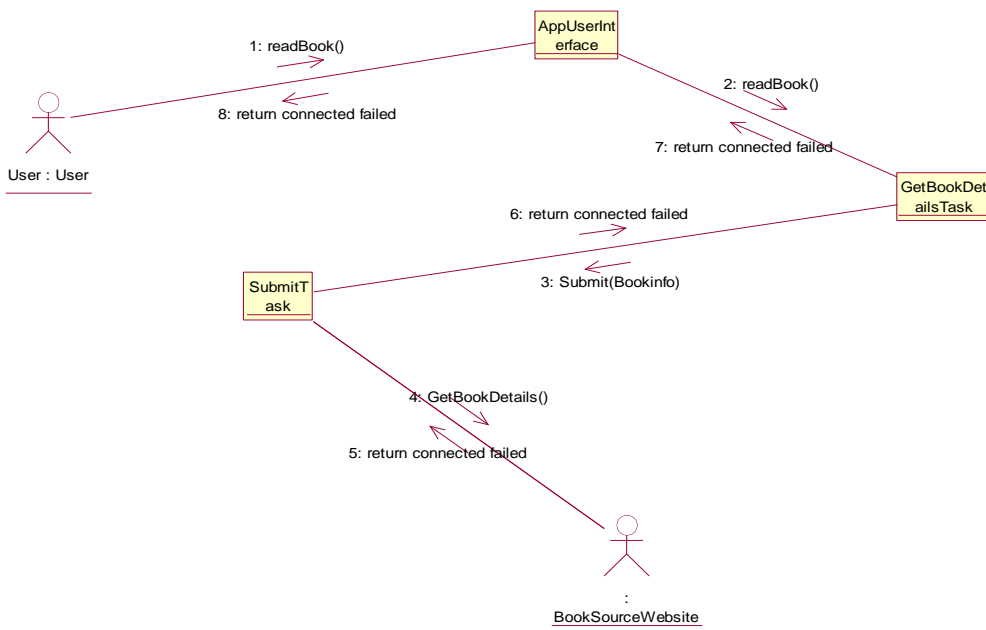 AppUserInt
erface
1: readBook()
8: return connected failed
2: readBook()
7: return connected failed
User : User
GetBookDet
ailsTask
6: return connected failed
3: Submit(Bookinfo)
SubmitT
ask
4: GetBookDetails()
5: return connected failed
:
BookSourceWebsite